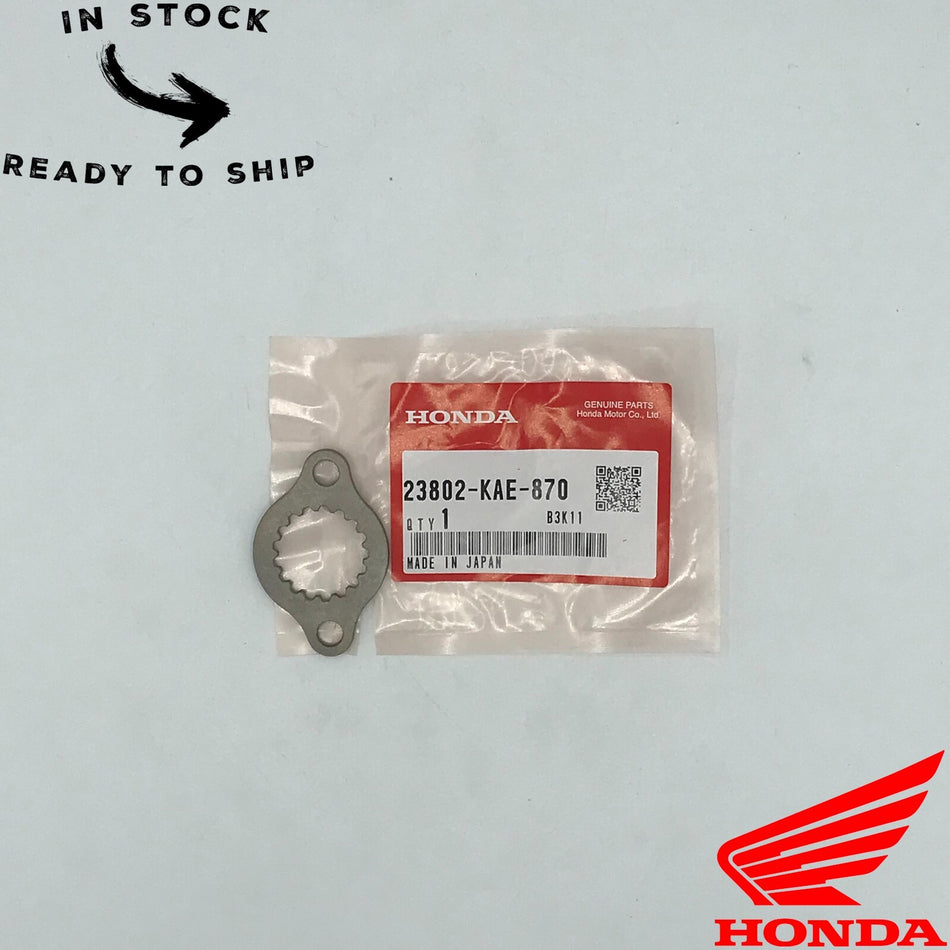 IN STOCK
READY TO SHIP
HONDA
GENUINE PARTS
Honda Motor Co., Ltd.
23802-KAE-870
QTY 1
B3K11
MADE IN JAPAN
HONDA